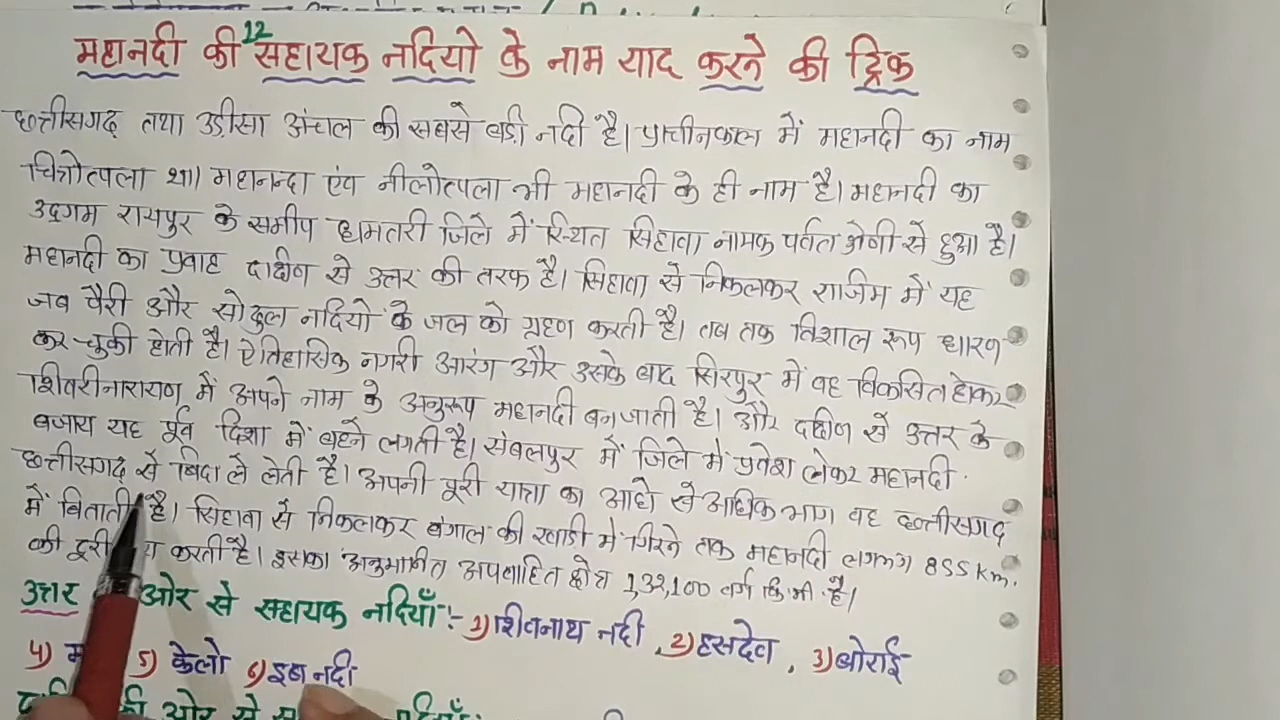 महानदी की 12 सहायक नदियो के नाम याद करने की ट्रिक
छत्तीसगढ़ तथा उड़ीसा अंचल की सबसे बड़ी नदी है। प्राचीनकाल में महानदी का नाम
चित्रोत्पला था। महानन्दा एंव नीलोत्पला भी महानदी के ही नाम है। महानदी का
उद्गम रायपुर के समीप धामतरी जिले में स्थित सिहावा नामक पर्वत श्रेणी से हुआ है।
महानदी का प्रवाह दक्षीण से उत्तर की तरफ है। सिहावा से निकलकर राजिम में यह
जब पैरी और सोढुल नदियो के जल को ग्रहण करती है। तब तक विशाल रूप धारण
कर चुकी होती है। ऐतिहासिक नगरी आरंग और उसके बाद सिरपुर में वह विकसित होकर
शिवरीनारायण में अपने नाम के अनुरूप महानदी बनजाती है। और दक्षीण से उत्तर के
बजाय यह पूर्व दिशा में बहने लगती है। संबलपुर में जिले मे प्रवेश लेकर महानदी
छत्तीसगढ़ से बिदा ले लेती है। अपनी पूरी यात्रा का आधे से अधिक भाग वह छत्तीसगढ़
में बिताती है। सिहावा से निकलकर बंगाल की खाडी में गिरने तक महानदी लगभग 855 Km.
की दूरी करती है। इसका अनुमानित अपवाहित क्षेत्र 1,32,100 वर्ग कि.मी. है।
उत्तर ओर से सहायक नदियाँ:- 1) शिवनाथ नदी, 2) हसदेव, 3) बोराई
4) 5) केलो 6) इब नदी
की ओर से